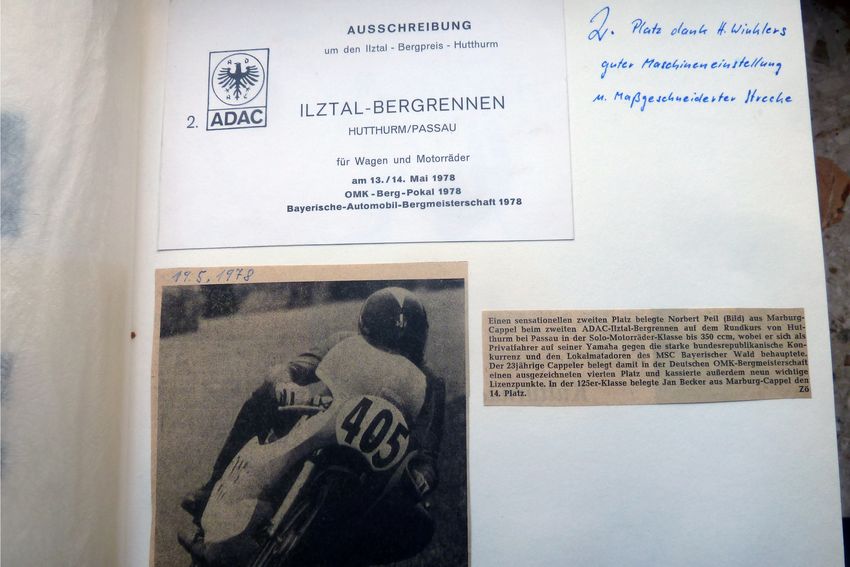 AUSSCHREIBUNG
um den Ilztal - Bergpreis - Hutthurm
ADAC
2. ADAC
ILZTAL-BERGRENNEN
HUTTHURM/PASSAU
für Wagen und Motorräder
am 13./14. Mai 1978
OMK-Berg-Pokal 1978
Bayerische-Automobil-Bergmeisterschaft 1978
2. Platz dank H. Winklers
guter Maschineneinstellung
u. Maßgeschneiderter Strecke
19.5.1978
405
Einen sensationellen zweiten Platz belegte Norbert Peil (Bild) aus Marburg-
Cappel beim zweiten ADAC-Ilztal-Bergrennen auf dem Rundkurs von Hut-
thurm bei Passau in der Solo-Motorräder-Klasse bis 350 ccm, wobei er sich als
Privatfahrer auf seiner Yamaha gegen die starke bundesrepublikanische Kon-
kurrenz und den Lokalmatadoren des MSC Bayerischer Wald behauptete.
Der 23jährige Cappeler belegt damit in der Deutschen OMK-Bergmeisterschaft
einen ausgezeichneten vierten Platz und kassierte außerdem neun wichtige
Lizenzpunkte. In der 125er-Klasse belegte Jan Becker aus Marburg-Cappel den
14. Platz. Zö